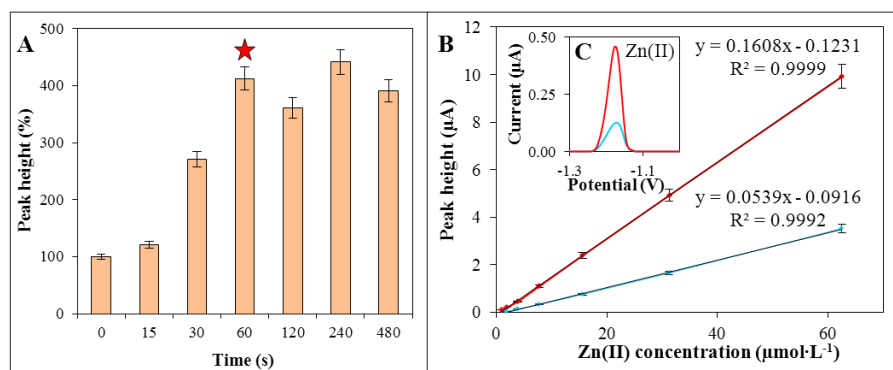 A
Peak height (%)
500
400
300
200
100
0
0 15 30 60 120 240 480
Time (s)
B
Peak height (µA)
12
10
8
6
4
2
0
0 20 40 60
Zn(II) concentration (µmol·L⁻¹)
y = 0.1608x - 0.1231
R² = 0.9999
y = 0.0539x - 0.0916
R² = 0.9992
C
Zn(II)
Current (µA)
0.50
0.25
0.00
-1.3 -1.1
Potential (V)